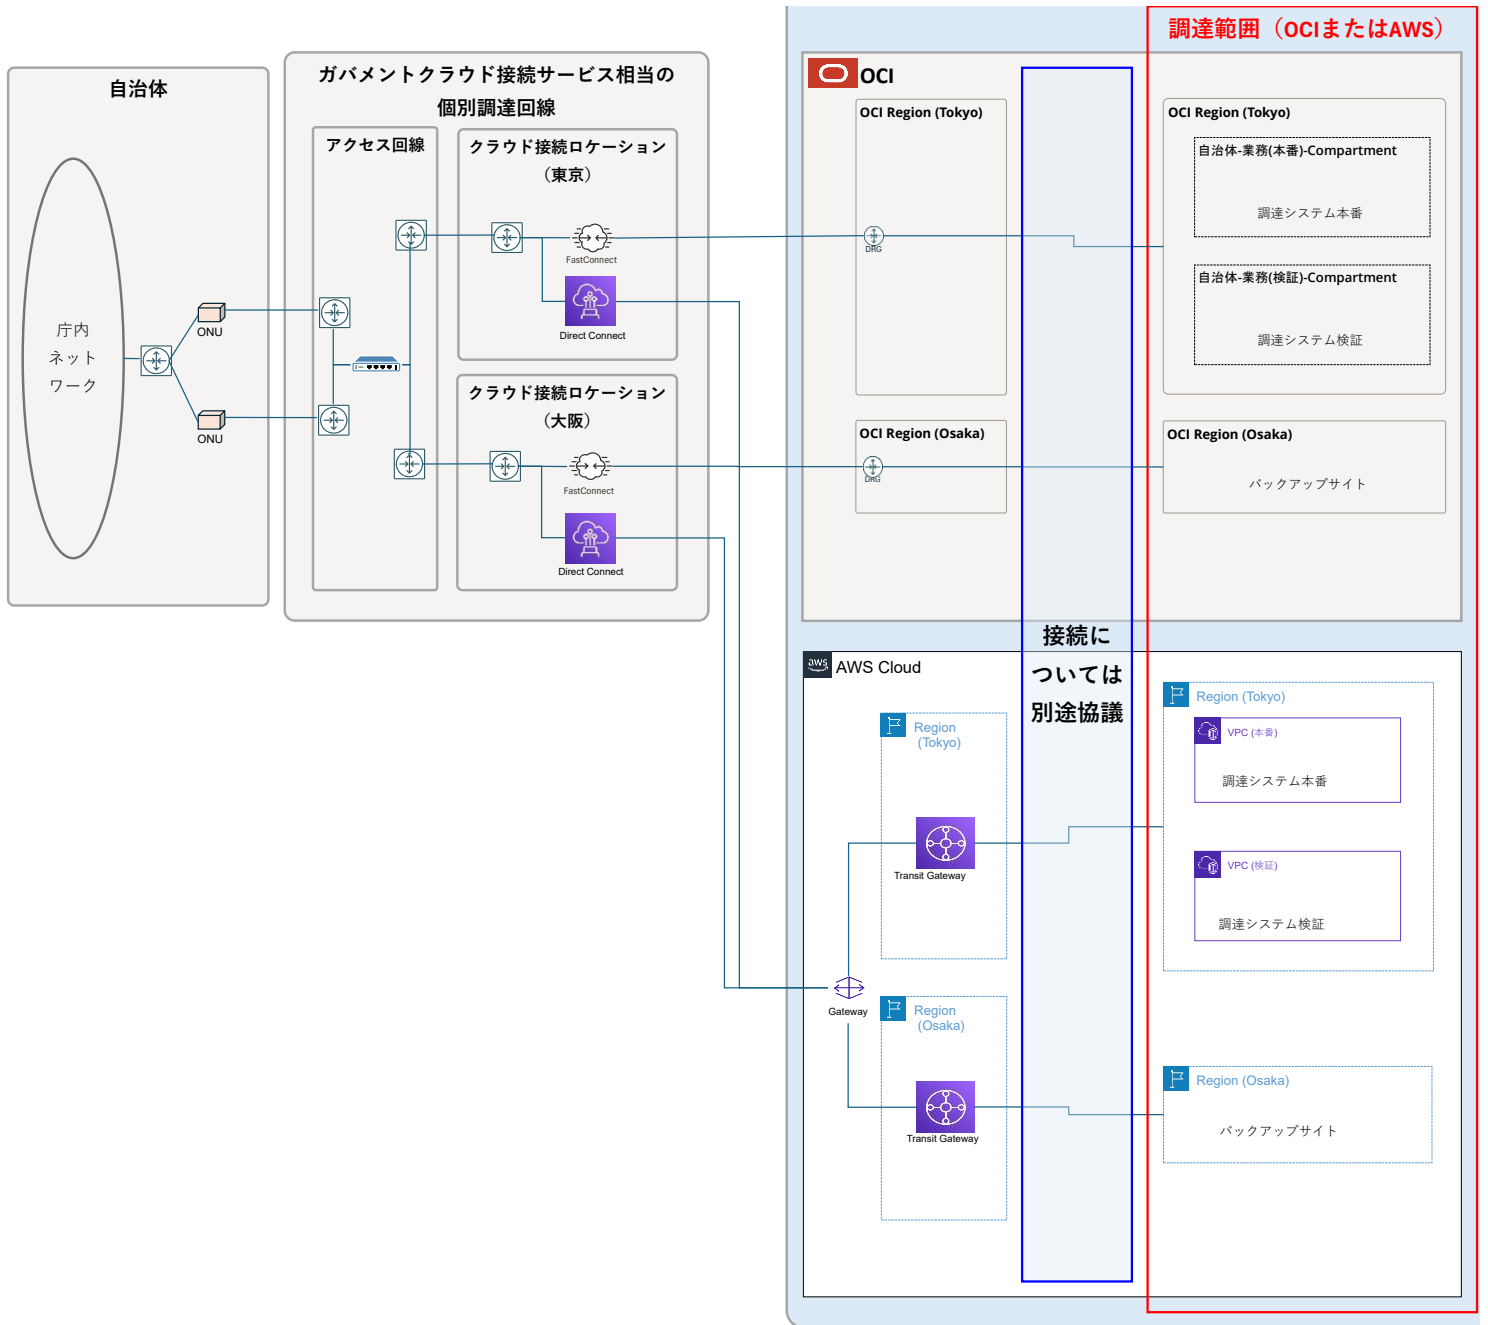 調達範囲（OCIまたはAWS）
自治体
庁内
ネット
ワーク
ONU
ONU
ガバメントクラウド接続サービス相当の
個別調達回線
アクセス回線
クラウド接続ロケーション
（東京）
FastConnect
Direct Connect
クラウド接続ロケーション
（大阪）
FastConnect
Direct Connect
OCI
OCI Region (Tokyo)
DRG
OCI Region (Osaka)
DRG
OCI Region (Tokyo)
自治体-業務(本番)-Compartment
調達システム本番
自治体-業務(検証)-Compartment
調達システム検証
OCI Region (Osaka)
バックアップサイト
接続に
ついては
別途協議
aws
AWS Cloud
Region
(Tokyo)
Transit Gateway
Gateway
Region
(Osaka)
Transit Gateway
Region (Tokyo)
VPC (本番)
調達システム本番
VPC (検証)
調達システム検証
Region (Osaka)
バックアップサイト